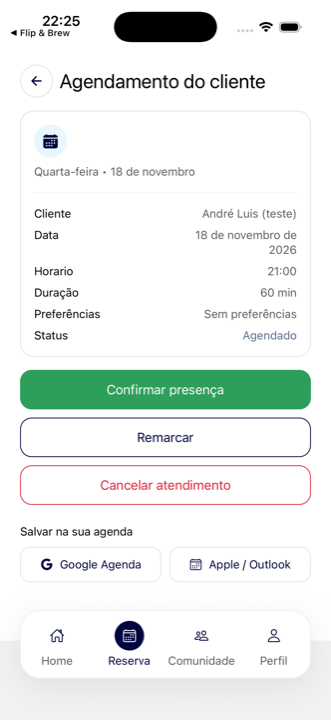 22:25
◀ Flip & Brew
Agendamento do cliente
Quarta-feira • 18 de novembro
Cliente André Luis (teste)
Data 18 de novembro de
2026
Horario 21:00
Duração 60 min
Preferências Sem preferências
Status Agendado
Confirmar presença
Remarcar
Cancelar atendimento
Salvar na sua agenda
Google Agenda Apple / Outlook
Home Reserva Comunidade Perfil